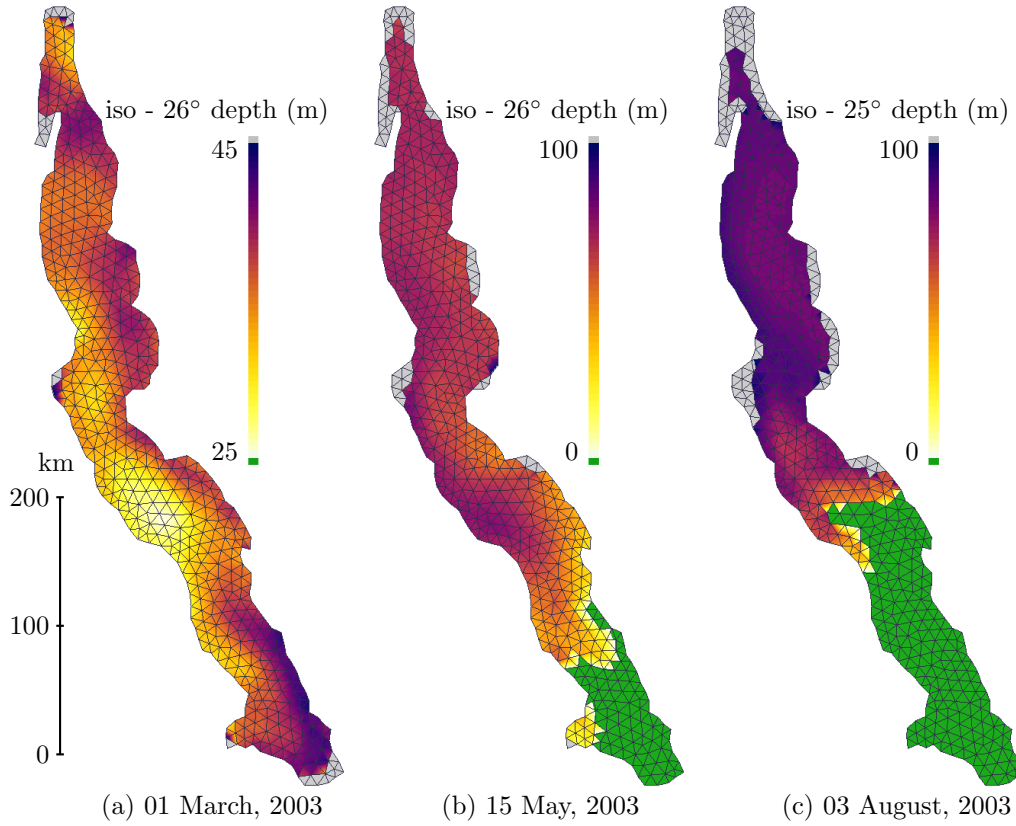 iso - 26° depth (m)
45
25
iso - 26° depth (m)
100
0
iso - 25° depth (m)
100
0
km
200
100
0
(a) 01 March, 2003
(b) 15 May, 2003
(c) 03 August, 2003